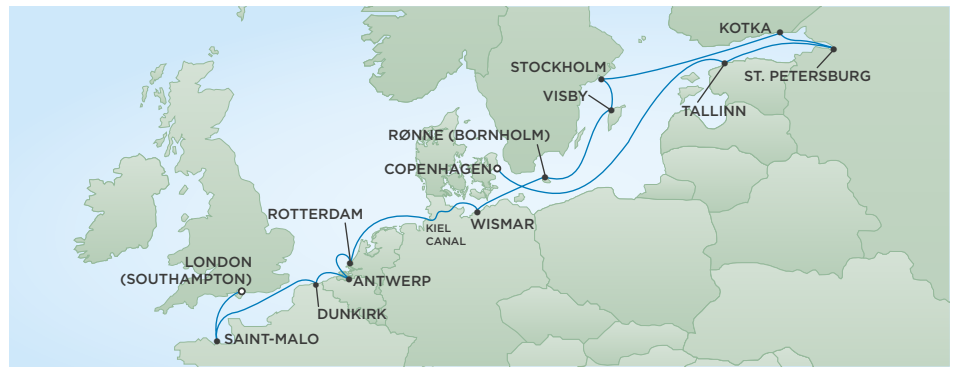 KOTKA
STOCKHOLM
ST. PETERSBURG
VISBY
TALLINN
RØNNE (BORNHOLM)
COPENHAGEN
ROTTERDAM
WISMAR
KIEL
CANAL
LONDON
(SOUTHAMPTON)
ANTWERP
DUNKIRK
SAINT-MALO